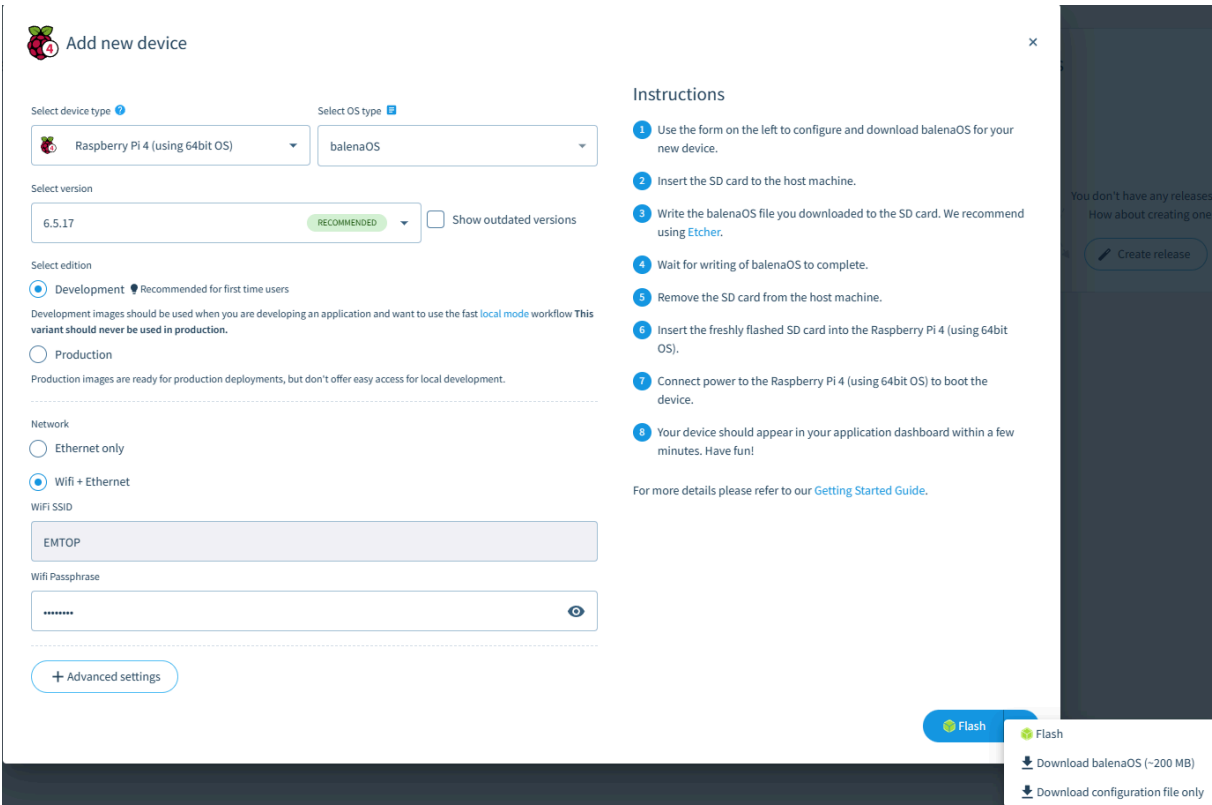 Add new device
×
Select device type
Select OS type
Raspberry Pi 4 (using 64bit OS)
balenaOS
Select version
6.5.17
RECOMMENDED
Show outdated versions
Select edition
Development
Recommended for first time users
Development images should be used when you are developing an application and want to use the fast local mode workflow This
variant should never be used in production.
Production
Production images are ready for production deployments, but don't offer easy access for local development.
Network
Ethernet only
Wifi + Ethernet
WiFi SSID
EMTOP
Wifi Passphrase
••••••••
+ Advanced settings
Instructions
1 Use the form on the left to configure and download balenaOS for your
new device.
2 Insert the SD card to the host machine.
3 Write the balenaOS file you downloaded to the SD card. We recommend
using Etcher.
4 Wait for writing of balenaOS to complete.
5 Remove the SD card from the host machine.
6 Insert the freshly flashed SD card into the Raspberry Pi 4 (using 64bit
OS).
7 Connect power to the Raspberry Pi 4 (using 64bit OS) to boot the
device.
8 Your device should appear in your application dashboard within a few
minutes. Have fun!
For more details please refer to our Getting Started Guide.
Flash
Flash
Download balenaOS (~200 MB)
Download configuration file only
You don't have any releases
How about creating one
Create release